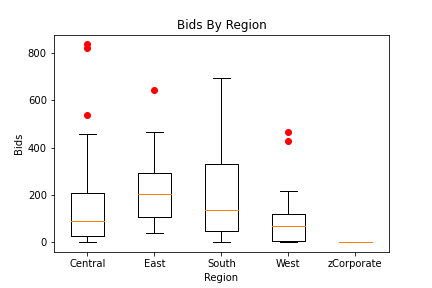 Bids By Region
800
600
400
200
0
Bids
Central East South West zCorporate
Region